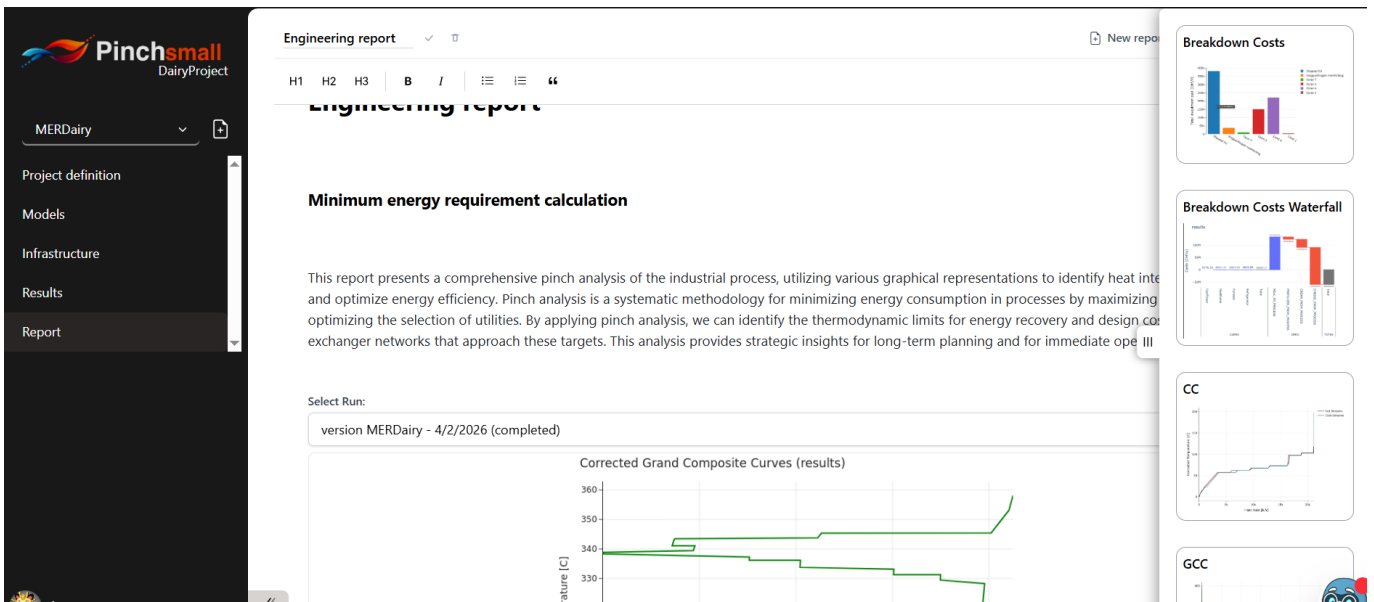 Pinchsmall
DairyProject
MERDairy
Project definition
Models
Infrastructure
Results
Report
Engineering report
New repor
H1 H2 H3 B I “
Engineering report
Minimum energy requirement calculation
This report presents a comprehensive pinch analysis of the industrial process, utilizing various graphical representations to identify heat inte
and optimize energy efficiency. Pinch analysis is a systematic methodology for minimizing energy consumption in processes by maximizing
optimizing the selection of utilities. By applying pinch analysis, we can identify the thermodynamic limits for energy recovery and design co
exchanger networks that approach these targets. This analysis provides strategic insights for long-term planning and for immediate ope
Select Run:
version MERDairy - 4/2/2026 (completed)
Corrected Grand Composite Curves (results)
360
350
340
330
rature [C]
Breakdown Costs
Breakdown Costs Waterfall
results
CC
GCC